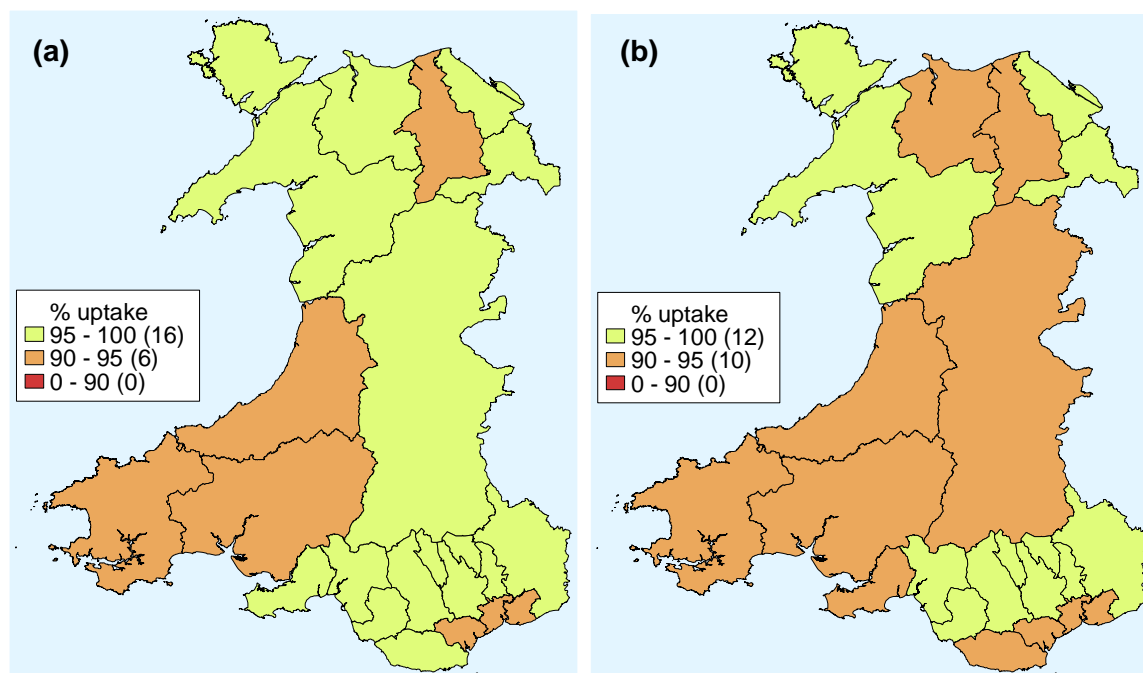 (a)
% uptake
95 - 100 (16)
90 - 95 (6)
0 - 90 (0)
(b)
% uptake
95 - 100 (12)
90 - 95 (10)
0 - 90 (0)